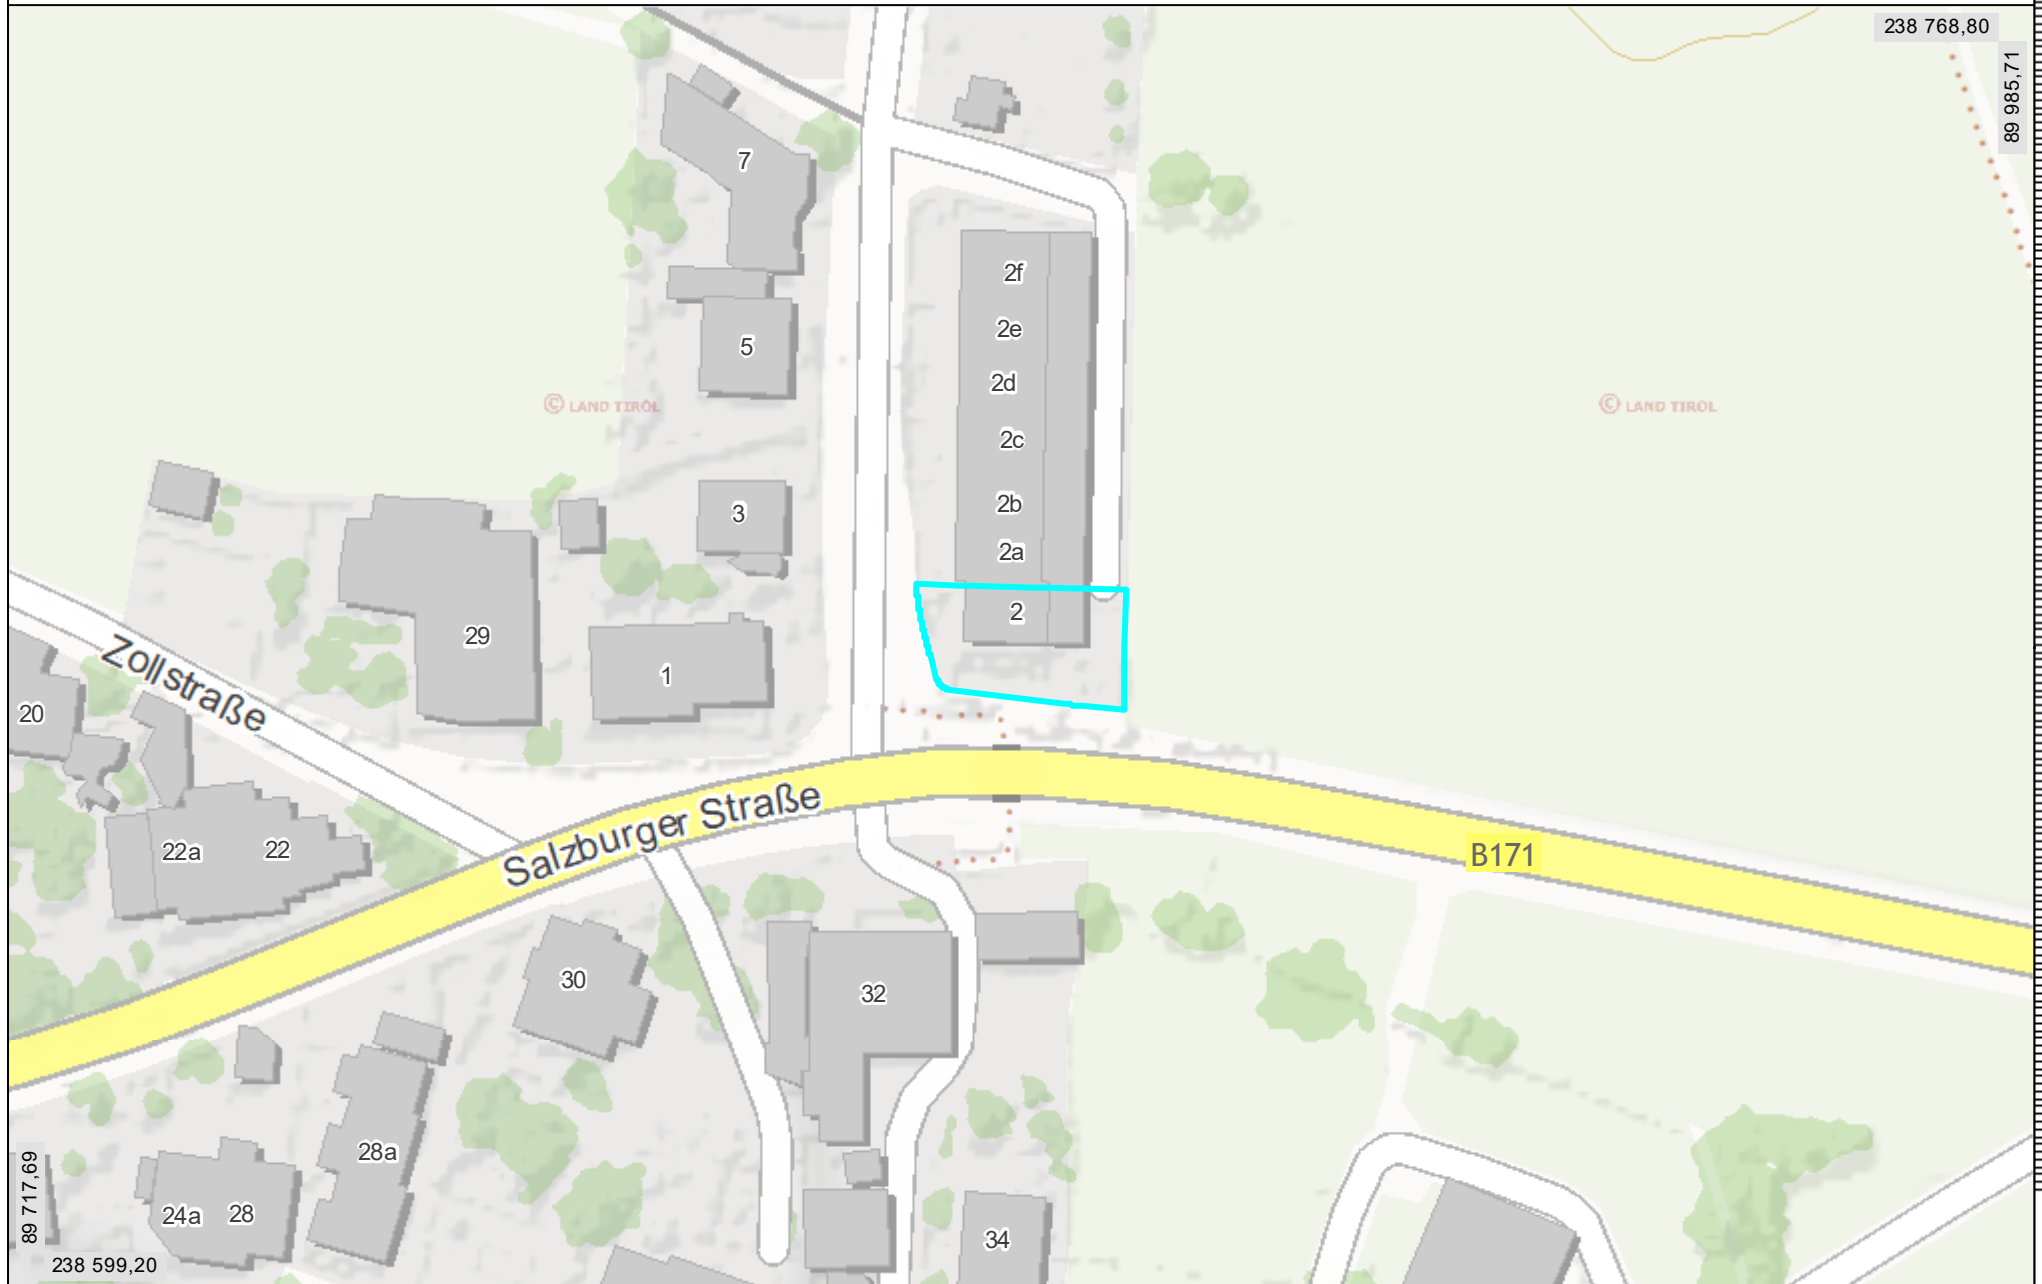 238 768,80
89 985,71
7
2f
2e
5
2d
© LAND TIROL
© LAND TIROL
2c
2b
3
2a
2
29
Zollstraße
1
20
Salzburger Straße
22a
22
B171
30
32
28a
89 717,69
24a
28
34
238 599,20